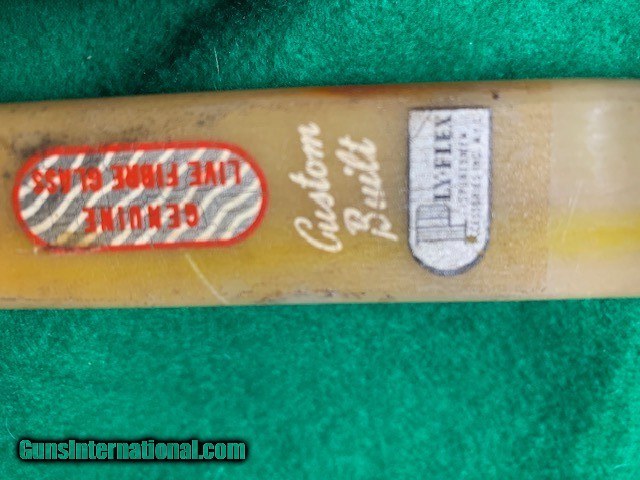 GENUINE
LIVE FIBRE GLASS
Custom
Built
PLY-FLEX
GunsInternational.com